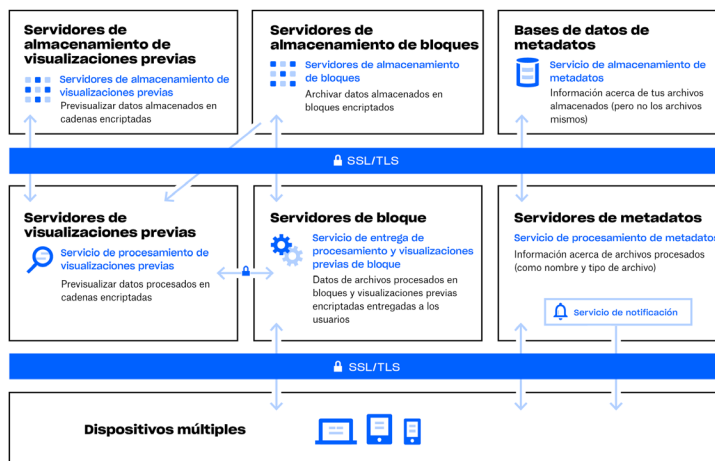 Servidores de
almacenamiento de
visualizaciones previas
Servidores de almacenamiento de
visualizaciones previas
Previsualizar datos almacenados en
cadenas encriptadas
Servidores de
almacenamiento de bloques
Servidores de almacenamiento
de bloques
Archivar datos almacenados en
bloques encriptados
Bases de datos de
metadatos
Servicio de almacenamiento de
metadatos
Información acerca de tus archivos
almacenados (pero no los archivos
mismos)
SSL/TLS
Servidores de
visualizaciones previas
Servicio de procesamiento de
visualizaciones previas
Previsualizar datos procesados en
cadenas encriptadas
Servidores de bloque
Servicio de entrega de
procesamiento y visualizaciones
previas de bloque
Datos de archivos procesados en
bloques y visualizaciones previas
encriptadas entregadas a los
usuarios
Servidores de metadatos
Servicio de procesamiento de metadatos
Información acerca de archivos procesados
(como nombre y tipo de archivo)
Servicio de notificación
SSL/TLS
Dispositivos múltiples